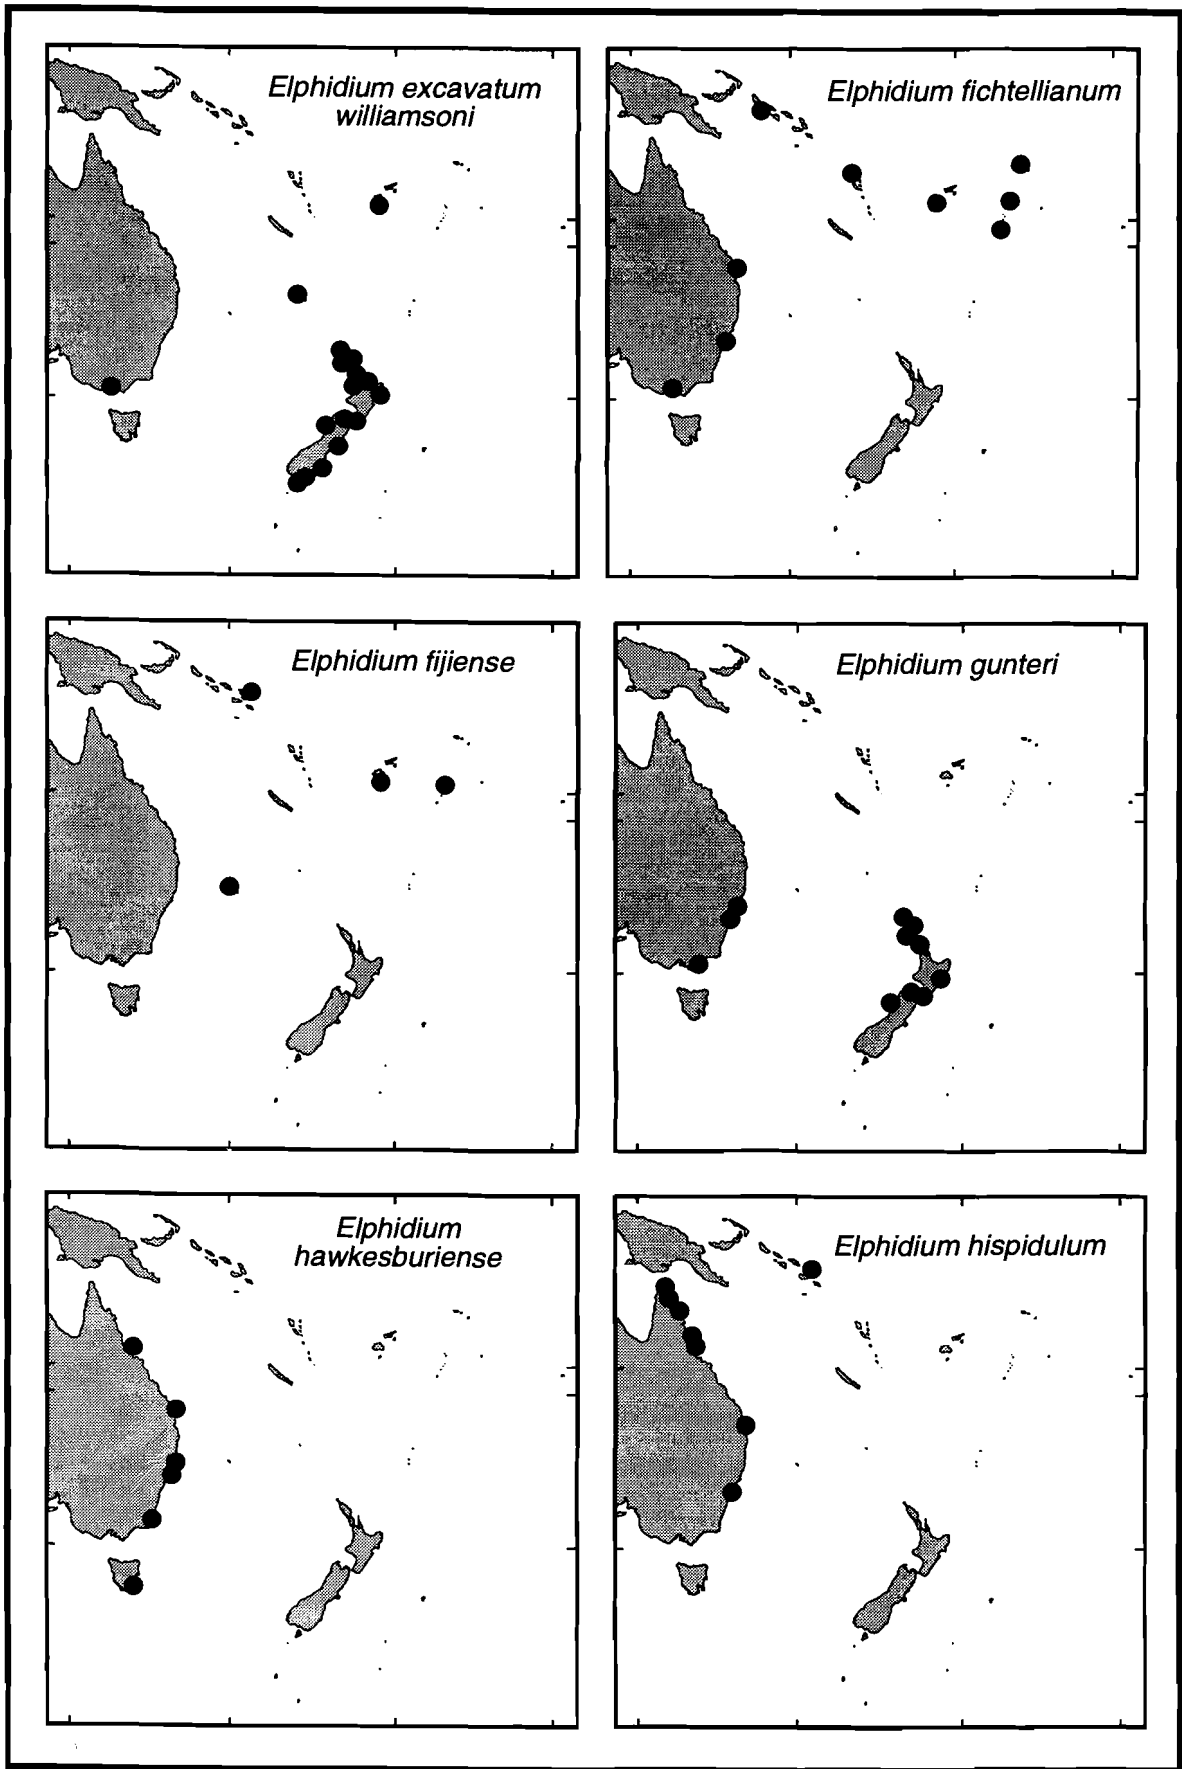 Elphidium excavatum
williamsoni
Elphidium fichtellianum
Elphidium fijiense
Elphidium gunteri
Elphidium
hawkesburiense
Elphidium hispidulum